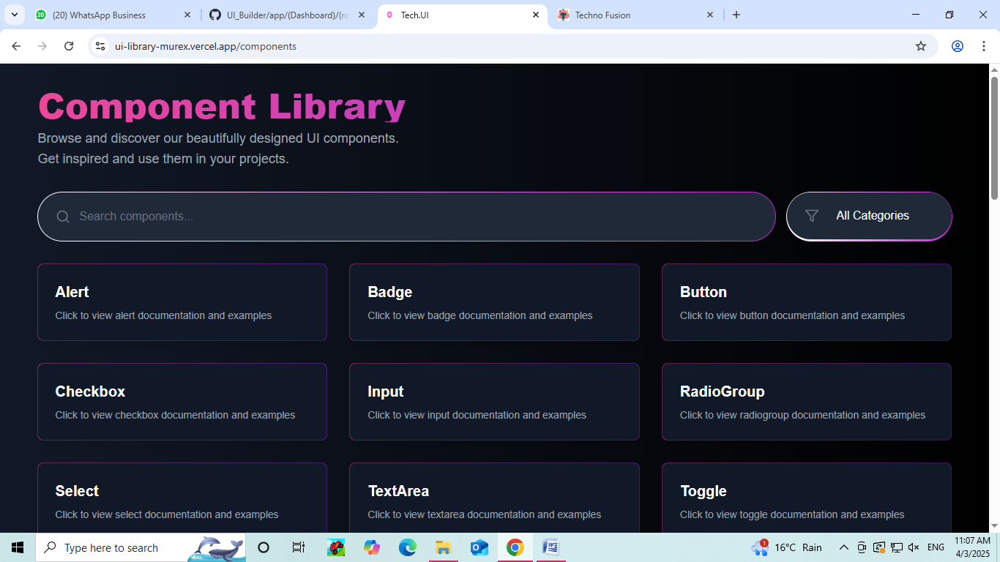 (20) WhatsApp Business
UI_Builder/app/(Dashboard)/(ro
Tech.UI
Techno Fusion
ui-library-murex.vercel.app/components
Component Library
Browse and discover our beautifully designed UI components.
Get inspired and use them in your projects.
Search components...
All Categories
Alert
Click to view alert documentation and examples
Badge
Click to view badge documentation and examples
Button
Click to view button documentation and examples
Checkbox
Click to view checkbox documentation and examples
Input
Click to view input documentation and examples
RadioGroup
Click to view radiogroup documentation and examples
Select
Click to view select documentation and examples
TextArea
Click to view textarea documentation and examples
Toggle
Click to view toggle documentation and examples
Type here to search
1
16°C Rain
ENG
11:07 AM
4/3/2025